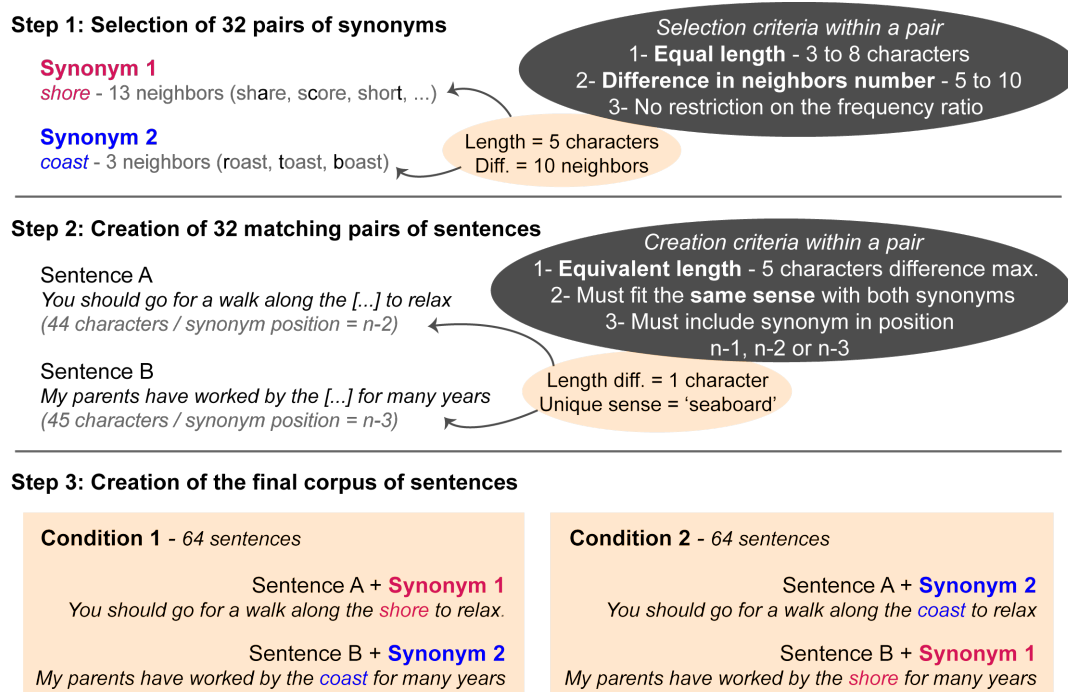 Step 1: Selection of 32 pairs of synonyms
Synonym 1
shore - 13 neighbors (share, score, short, ...)
Synonym 2
coast - 3 neighbors (roast, toast, boast)
Selection criteria within a pair
1- Equal length - 3 to 8 characters
2- Difference in neighbors number - 5 to 10
3- No restriction on the frequency ratio
Length = 5 characters
Diff. = 10 neighbors
Step 2: Creation of 32 matching pairs of sentences
Sentence A
You should go for a walk along the [...] to relax
(44 characters / synonym position = n-2)
Sentence B
My parents have worked by the [...] for many years
(45 characters / synonym position = n-3)
Creation criteria within a pair
1- Equivalent length - 5 characters difference max.
2- Must fit the same sense with both synonyms
3- Must include synonym in position
n-1, n-2 or n-3
Length diff. = 1 character
Unique sense = ‘seaboard’
Step 3: Creation of the final corpus of sentences
Condition 1 - 64 sentences
Sentence A + Synonym 1
You should go for a walk along the shore to relax.
Sentence B + Synonym 2
My parents have worked by the coast for many years
Condition 2 - 64 sentences
Sentence A + Synonym 2
You should go for a walk along the coast to relax
Sentence B + Synonym 1
My parents have worked by the shore for many years